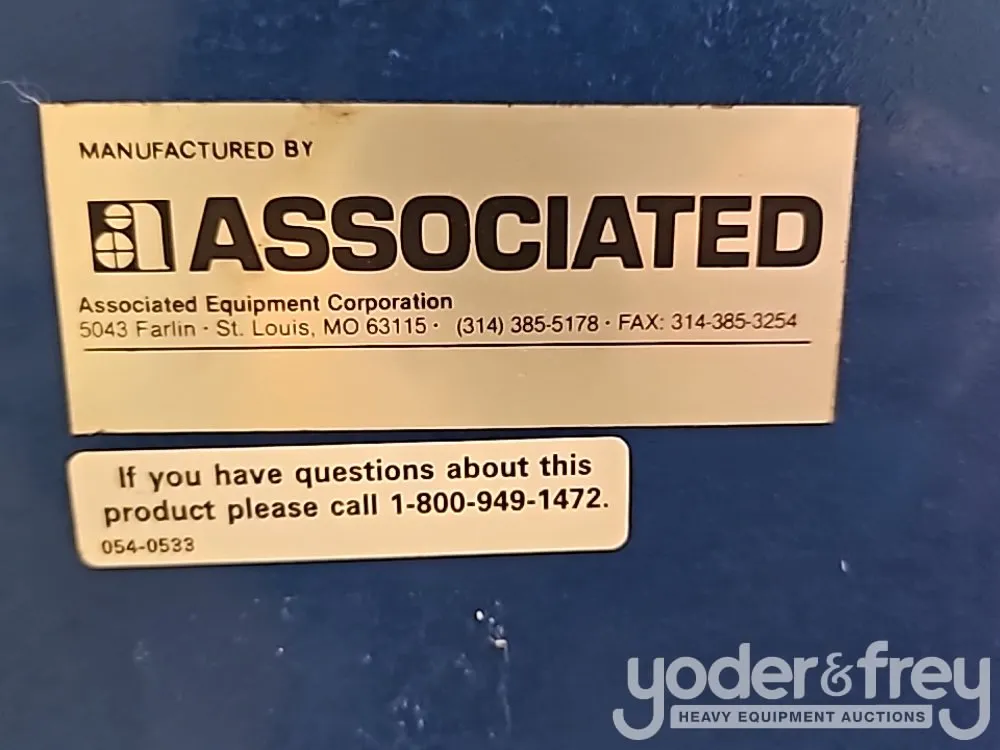 MANUFACTURED BY
ASSOCIATED
Associated Equipment Corporation
5043 Farlin · St. Louis, MO 63115 · (314) 385-5178 · FAX: 314-385-3254
If you have questions about this
product please call 1-800-949-1472.
054-0533
yoder&frey
HEAVY EQUIPMENT AUCTIONS